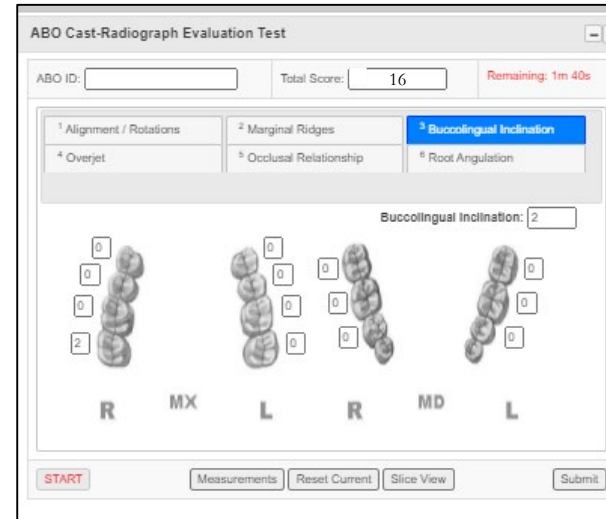 ABO Cast-Radiograph Evaluation Test
ABO ID: Total Score: 16 Remaining: 1m 40s
1 Alignment / Rotations 2 Marginal Ridges 3 Buccolingual Inclination
4 Overjet 5 Occlusal Relationship 6 Root Angulation
Buccolingual Inclination: 2
0 0
0 0 0 0
0 0 0 0
2 0 0 0
R MX L R MD L
START Measurements Reset Current Slice View Submit